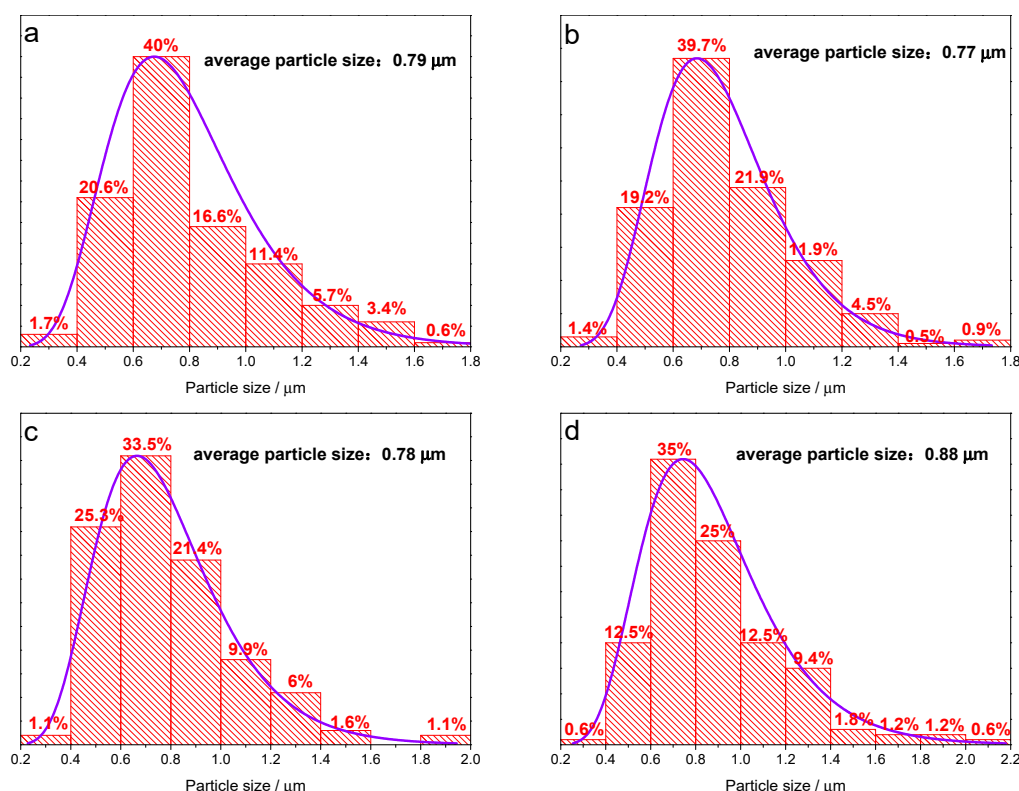 a
average particle size：0.79 μm
40%
20.6%
16.6%
11.4%
5.7%
3.4%
1.7%
0.6%
0.2 0.4 0.6 0.8 1.0 1.2 1.4 1.6 1.8
Particle size / μm
b
average particle size：0.77 μm
39.7%
19.2%
21.9%
11.9%
4.5%
1.4%
0.5%
0.9%
0.2 0.4 0.6 0.8 1.0 1.2 1.4 1.6 1.8
Particle size / μm
c
average particle size：0.78 μm
33.5%
25.3%
21.4%
9.9%
6%
1.1%
1.6%
1.1%
0.2 0.4 0.6 0.8 1.0 1.2 1.4 1.6 1.8 2.0
Particle size / μm
d
average particle size：0.88 μm
35%
25%
12.5%
12.5%
9.4%
0.6%
1.8%
1.2%
1.2%
0.6%
0.2 0.4 0.6 0.8 1.0 1.2 1.4 1.6 1.8 2.0 2.2
Particle size / μm